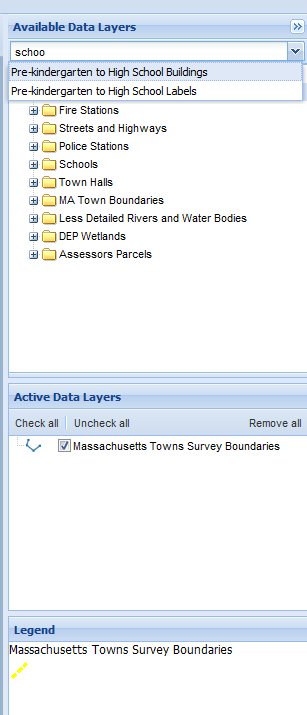 Available Data Layers
schoo
Pre-kindergarten to High School Buildings
Pre-kindergarten to High School Labels
Fire Stations
Streets and Highways
Police Stations
Schools
Town Halls
MA Town Boundaries
Less Detailed Rivers and Water Bodies
DEP Wetlands
Assessors Parcels
Active Data Layers
Check all Uncheck all Remove all
Massachusetts Towns Survey Boundaries
Legend
Massachusetts Towns Survey Boundaries